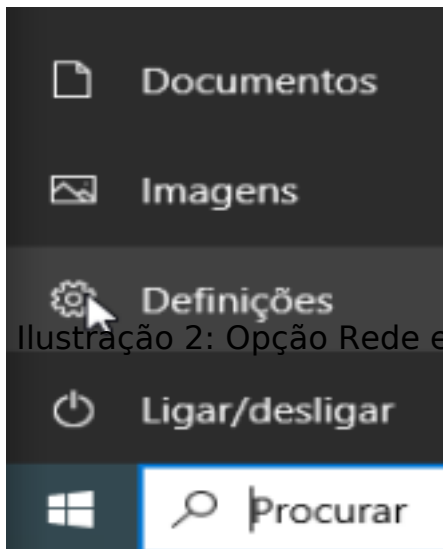 Documentos
Imagens
Definições
Ilustração 2: Opção Rede e
Ligar/desligar
Procurar